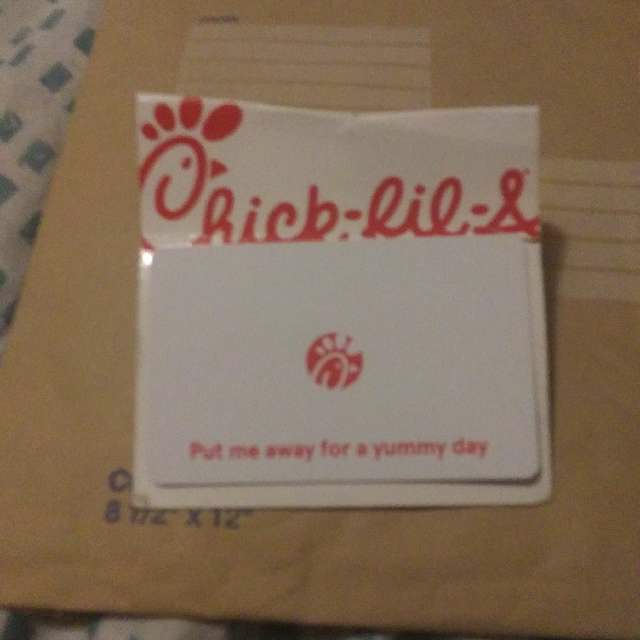 Chick-fil-A
Put me away for a yummy day
8 1/2" X 12"